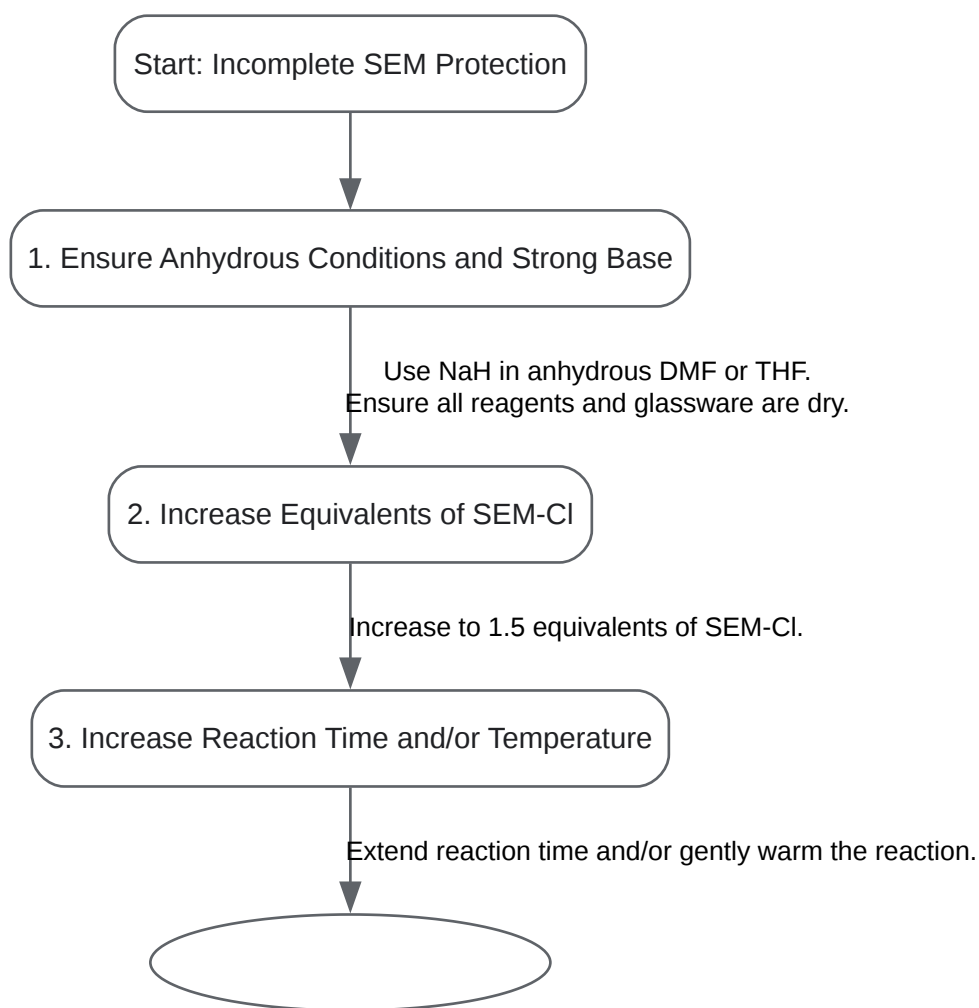 Start: Incomplete SEM Protection
1. Ensure Anhydrous Conditions and Strong Base
Use NaH in anhydrous DMF or THF.
Ensure all reagents and glassware are dry.
2. Increase Equivalents of SEM-Cl
Increase to 1.5 equivalents of SEM-Cl.
3. Increase Reaction Time and/or Temperature
Extend reaction time and/or gently warm the reaction.